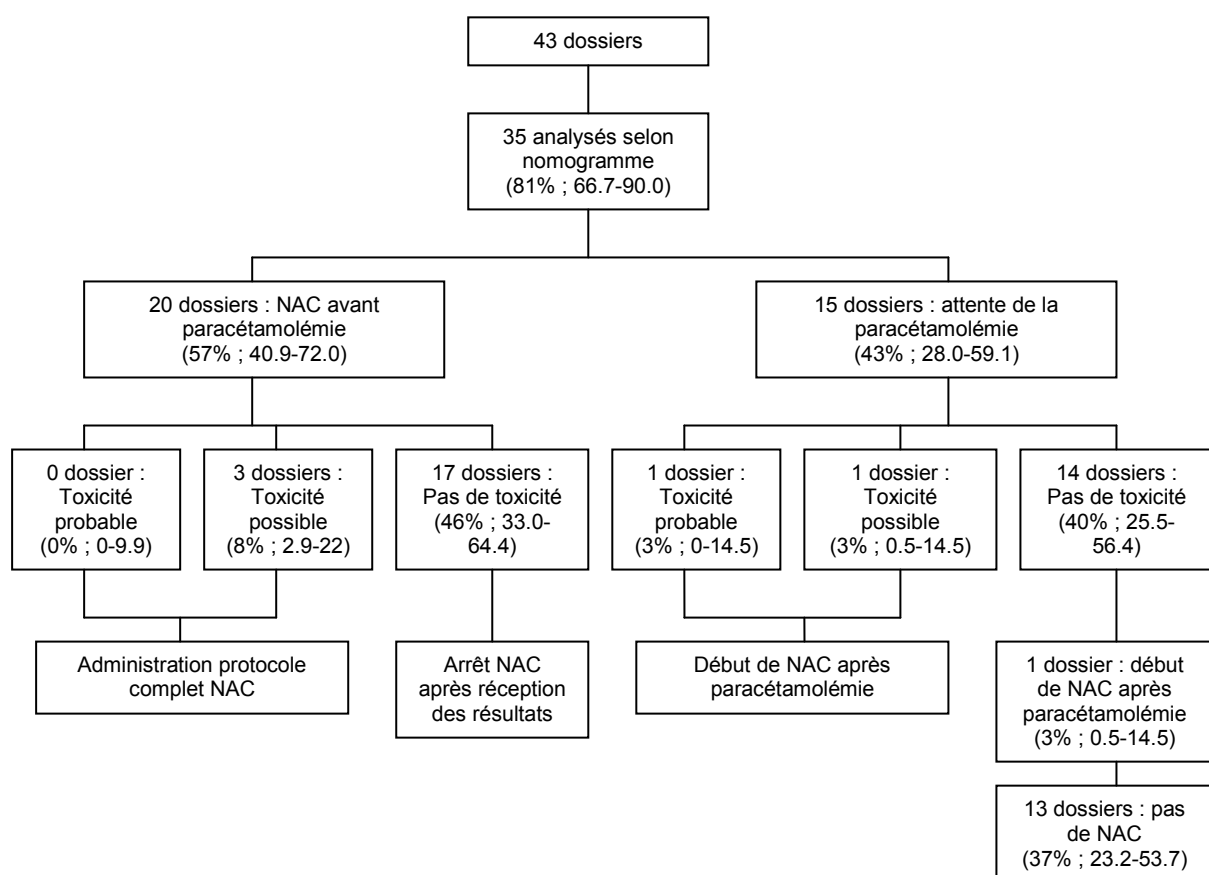 43 dossiers
35 analysés selon
nomogramme
(81% ; 66.7-90.0)
20 dossiers : NAC avant
paracétamolémie
(57% ; 40.9-72.0)
15 dossiers : attente de la
paracétamolémie
(43% ; 28.0-59.1)
0 dossier :
Toxicité
probable
(0% ; 0-9.9)
3 dossiers :
Toxicité
possible
(8% ; 2.9-22)
17 dossiers :
Pas de toxicité
(46% ; 33.0-
64.4)
1 dossier :
Toxicité
probable
(3% ; 0-14.5)
1 dossier :
Toxicité
possible
(3% ; 0.5-14.5)
14 dossiers :
Pas de toxicité
(40% ; 25.5-
56.4)
Administration protocole
complet NAC
Arrêt NAC
après réception
des résultats
Début de NAC après
paracétamolémie
1 dossier : début
de NAC après
paracétamolémie
(3% ; 0.5-14.5)
13 dossiers : pas
de NAC
(37% ; 23.2-53.7)